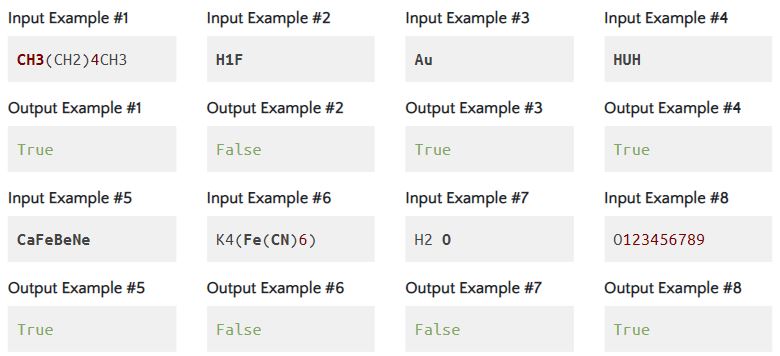 Input Example #1 Input Example #2 Input Example #3 Input Example #4
CH3(CH2)4CH3 H1F Au HUH
Output Example #1 Output Example #2 Output Example #3 Output Example #4
True False True True
Input Example #5 Input Example #6 Input Example #7 Input Example #8
CaFeBeNe K4(Fe(CN)6) H2 O O123456789
Output Example #5 Output Example #6 Output Example #7 Output Example #8
True False False True